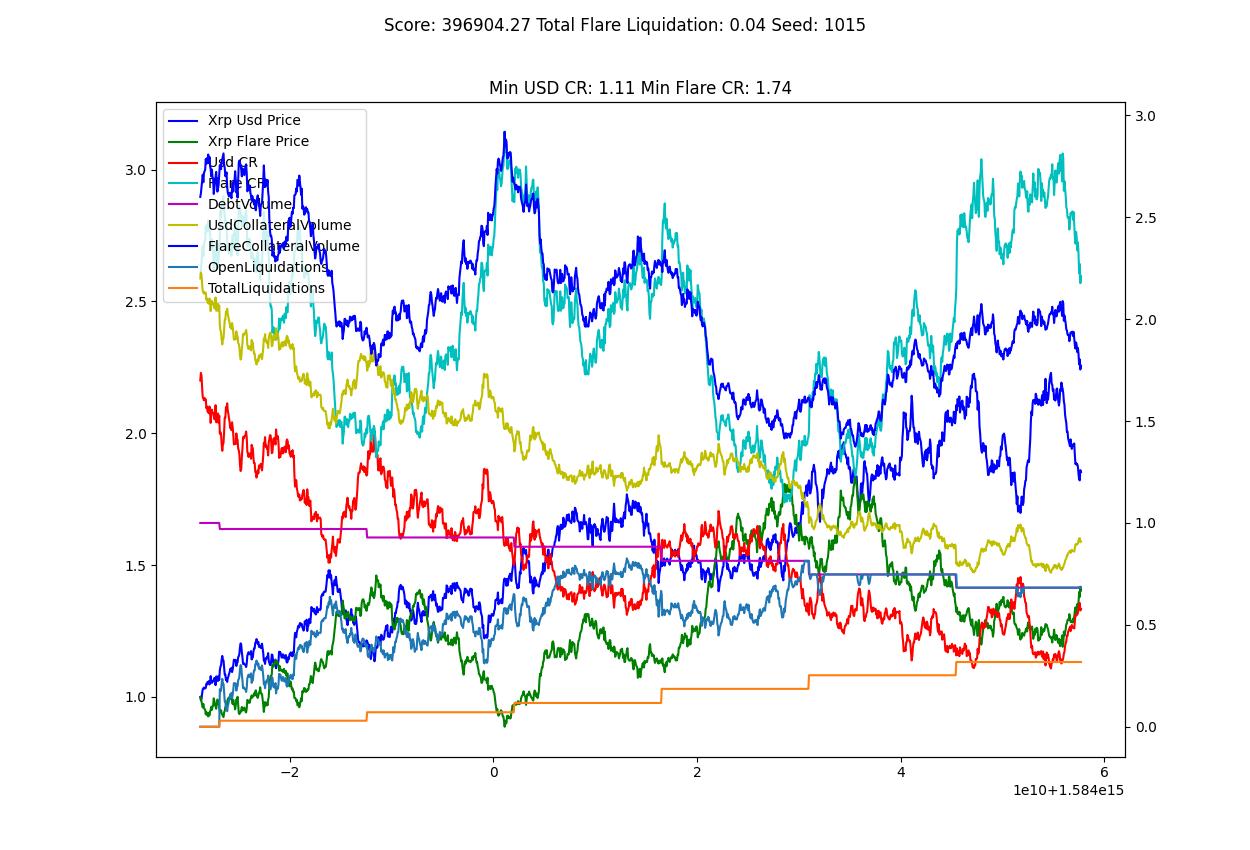 Score: 396904.27 Total Flare Liquidation: 0.04 Seed: 1015
Min USD CR: 1.11 Min Flare CR: 1.74
Xrp Usd Price
Xrp Flare Price
Usd CR
Flare CR
DebtVolume
UsdCollateralVolume
FlareCollateralVolume
OpenLiquidations
TotalLiquidations
3.0
2.5
2.0
1.5
1.0
3.0
2.5
2.0
1.5
1.0
0.5
0.0
−2 0 2 4 6
1e10+1.584e15